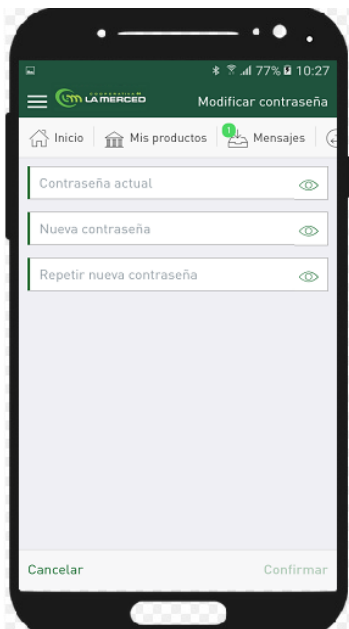 77% 10:27
COOPERATIVA
LA MERCED
Modificar contraseña
Inicio
Mis productos
1
Mensajes
Contraseña actual
Nueva contraseña
Repetir nueva contraseña
Cancelar
Confirmar